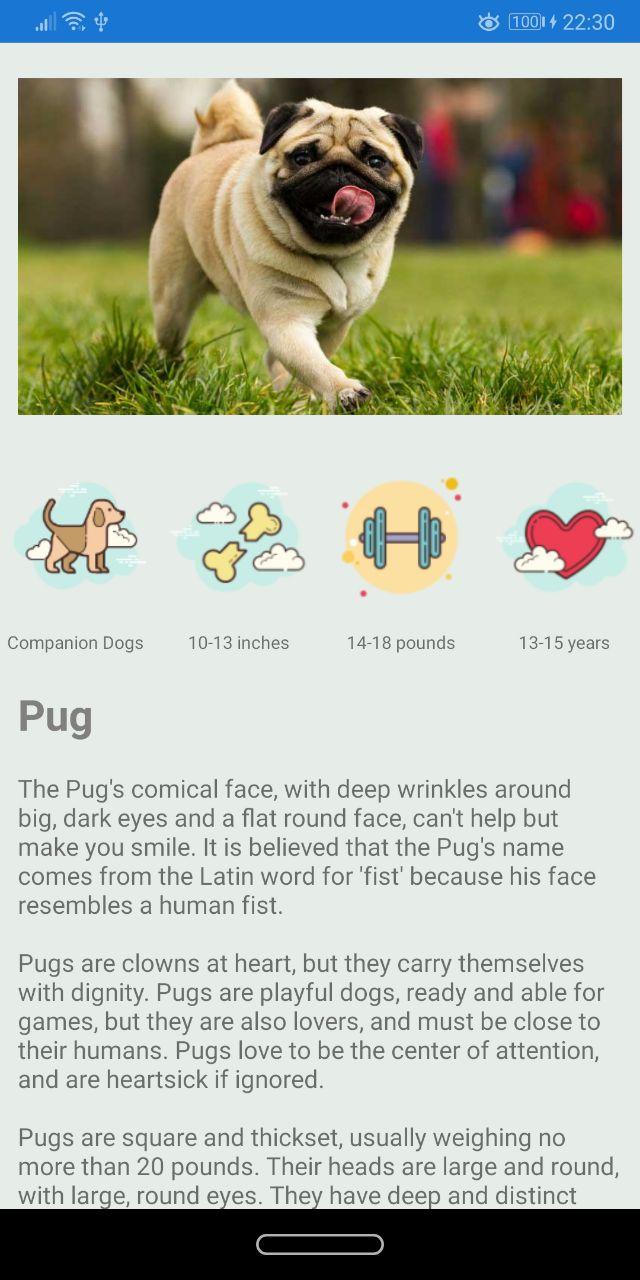 100 22:30
Companion Dogs 10-13 inches 14-18 pounds 13-15 years
Pug
The Pug's comical face, with deep wrinkles around
big, dark eyes and a flat round face, can't help but
make you smile. It is believed that the Pug's name
comes from the Latin word for 'fist' because his face
resembles a human fist.
Pugs are clowns at heart, but they carry themselves
with dignity. Pugs are playful dogs, ready and able for
games, but they are also lovers, and must be close to
their humans. Pugs love to be the center of attention,
and are heartsick if ignored.
Pugs are square and thickset, usually weighing no
more than 20 pounds. Their heads are large and round,
with large, round eyes. They have deep and distinct